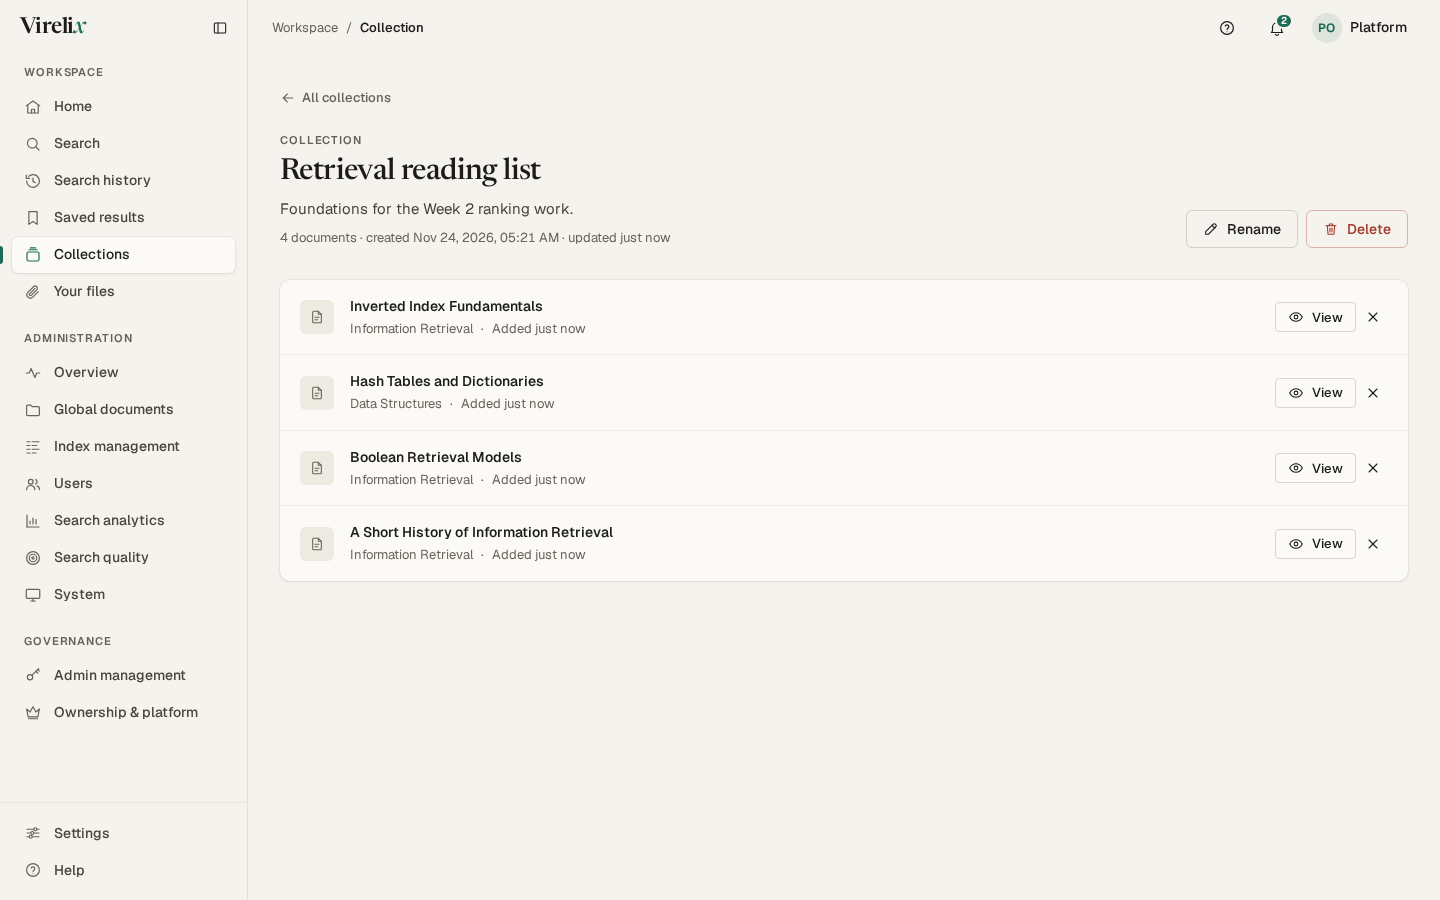 Virelix
WORKSPACE
Home
Search
Search history
Saved results
Collections
Your files
ADMINISTRATION
Overview
Global documents
Index management
Users
Search analytics
Search quality
System
GOVERNANCE
Admin management
Ownership & platform
Settings
Help
Workspace / Collection
2
PO Platform
All collections
COLLECTION
Retrieval reading list
Foundations for the Week 2 ranking work.
4 documents · created Nov 24, 2026, 05:21 AM · updated just now
Rename
Delete
Inverted Index Fundamentals
Information Retrieval · Added just now
View
Hash Tables and Dictionaries
Data Structures · Added just now
View
Boolean Retrieval Models
Information Retrieval · Added just now
View
A Short History of Information Retrieval
Information Retrieval · Added just now
View